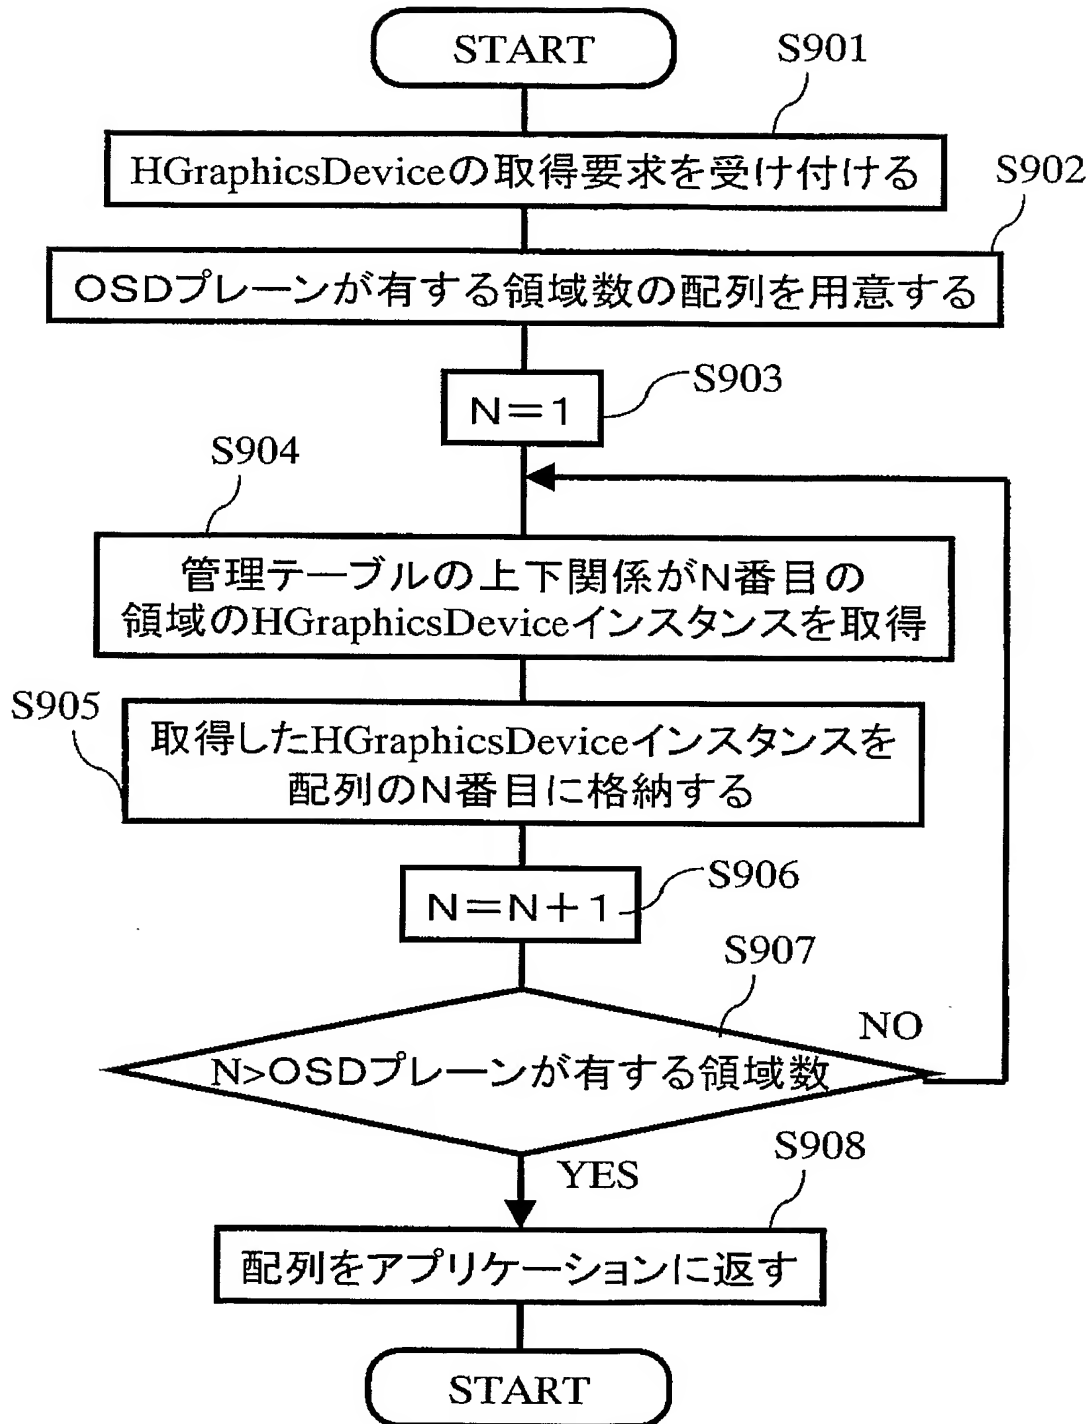 START
S901
HGraphicsDeviceの取得要求を受け付ける
S902
OSDプレーンが有する領域数の配列を用意する
S903
N=1
S904
管理テーブルの上下関係がN番目の
領域のHGraphicsDeviceインスタンスを取得
S905
取得したHGraphicsDeviceインスタンスを
配列のN番目に格納する
S906
N=N+1
S907
NO
N>OSDプレーンが有する領域数
YES
S908
配列をアプリケーションに返す
START